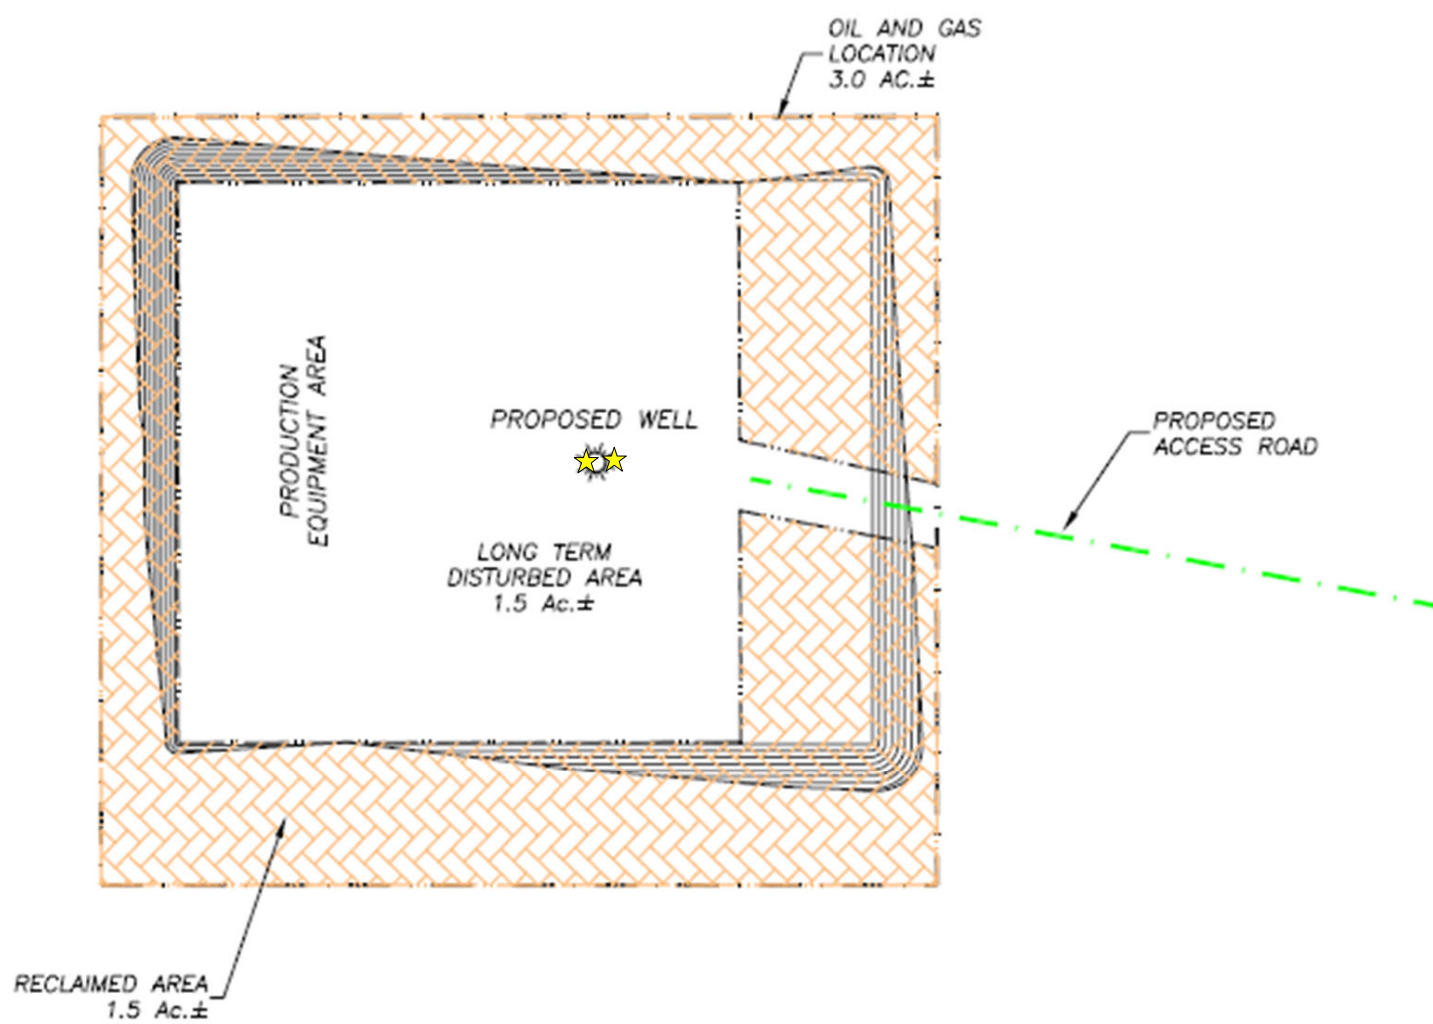 OIL AND GAS
LOCATION
3.0 AC.±
PRODUCTION
EQUIPMENT AREA
PROPOSED WELL
PROPOSED
ACCESS ROAD
LONG TERM
DISTURBED AREA
1.5 Ac.±
RECLAIMED AREA
1.5 Ac.±